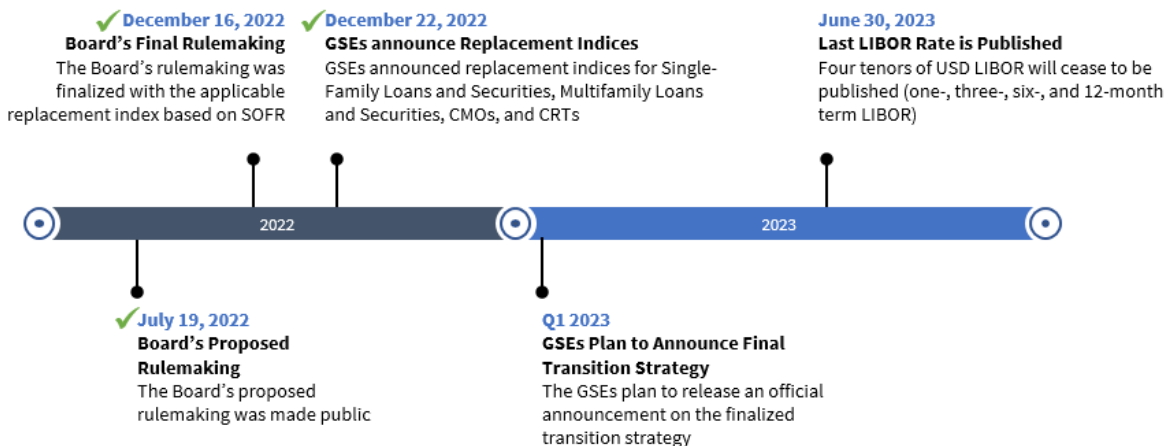 December 16, 2022
Board's Final Rulemaking
The Board's rulemaking was
finalized with the applicable
replacement index based on SOFR
December 22, 2022
GSEs announce Replacement Indices
GSEs announced replacement indices for Single-
Family Loans and Securities, Multifamily Loans
and Securities, CMOs, and CRTs
June 30, 2023
Last LIBOR Rate is Published
Four tenors of USD LIBOR will cease to be
published (one-, three-, six-, and 12-month
term LIBOR)
2022
2023
July 19, 2022
Board's Proposed
Rulemaking
The Board's proposed
rulemaking was made public
Q1 2023
GSEs Plan to Announce Final
Transition Strategy
The GSEs plan to release an official
announcement on the finalized
transition strategy